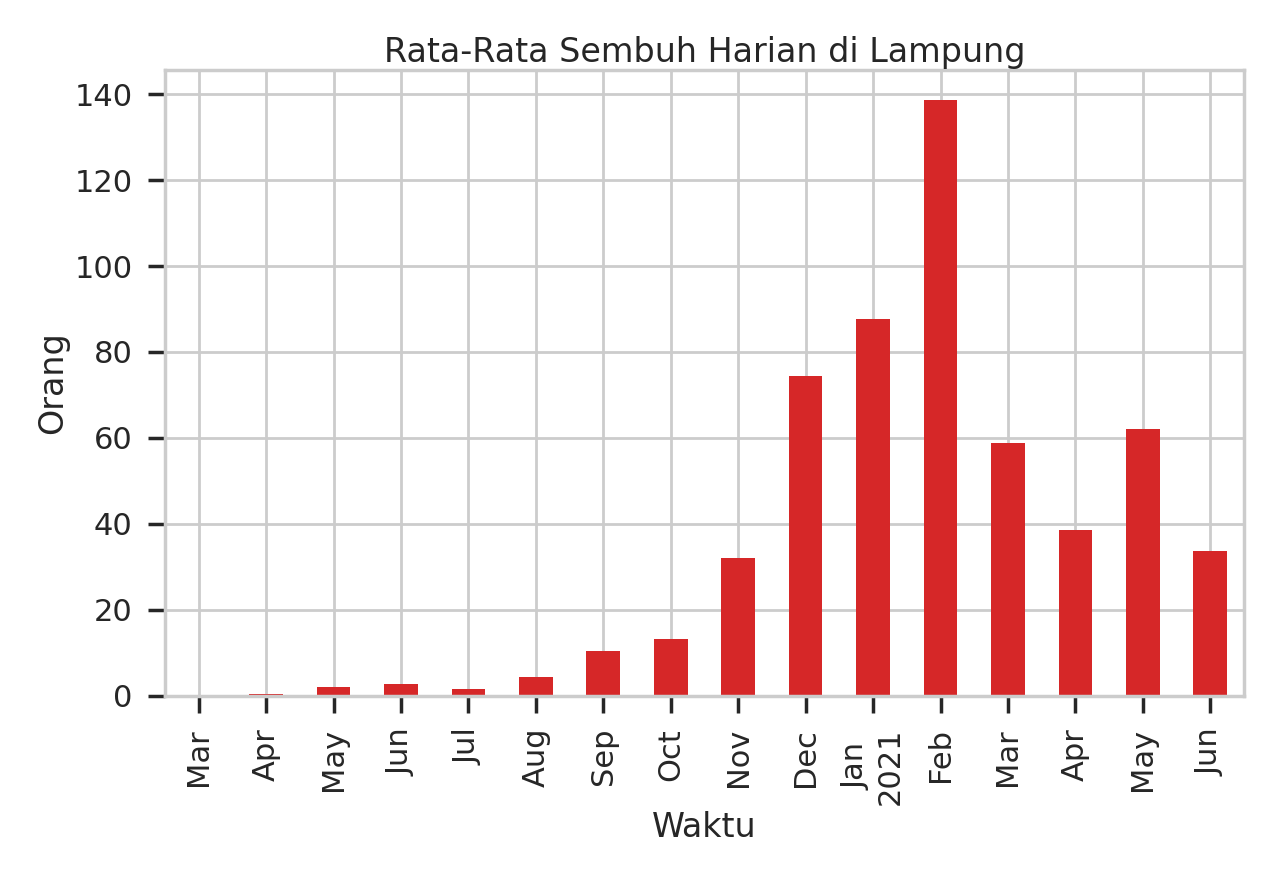 Rata-Rata Sembuh Harian di Lampung
140
120
100
80
60
40
20
0
Orang
Mar
Apr
May
Jun
Jul
Aug
Sep
Oct
Nov
Dec
Jan
2021
Feb
Mar
Apr
May
Jun
Waktu